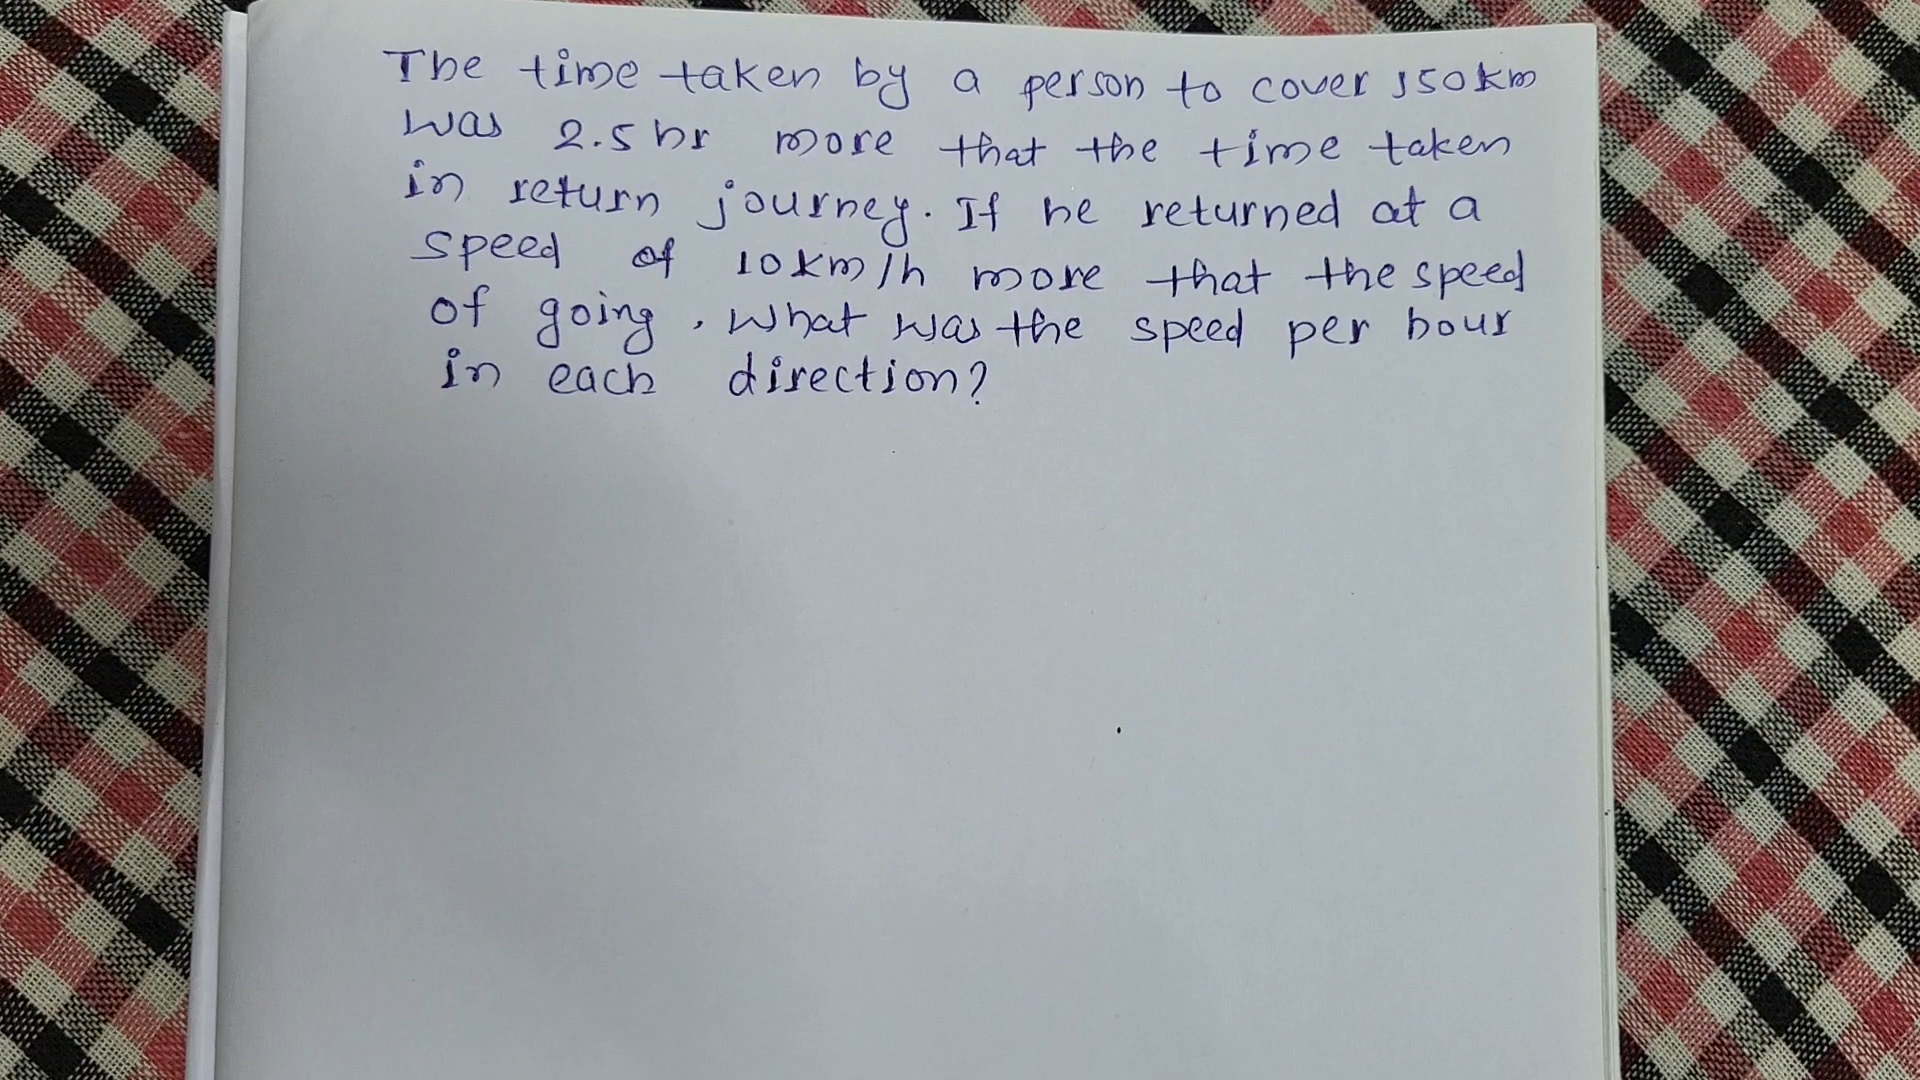 The time taken by a person to cover 150km
was 2.5 hr more that the time taken
in return journey. If he returned at a
speed of 10km/h more that the speed
of going, What was the speed per hour
in each direction?